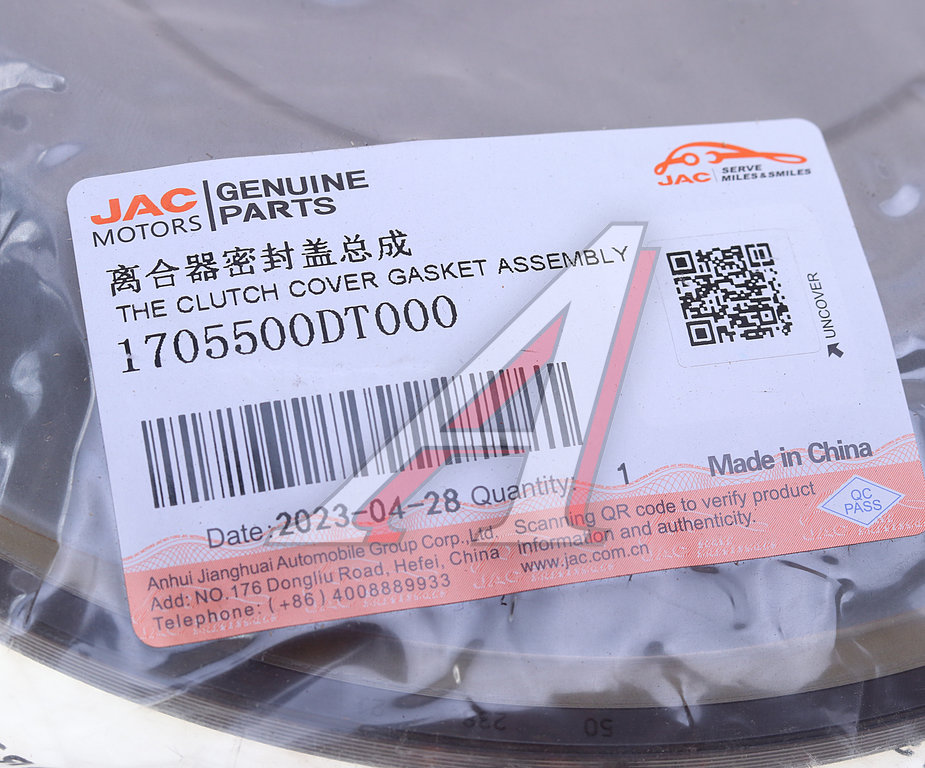 JAC MOTORS
GENUINE PARTS
JAC
SERVE MILES&SMILES
离合器密封盖总成
THE CLUTCH COVER GASKET ASSEMBLY
1705500DT000
UNCOVER
Date:2023-04-28
Quantity: 1
Made in China
QC PASS
Anhui Jianghuai Automobile Group Corp.,Ltd.
Add: NO.176 Dongliu Road, Hefei, China
Telephone: (+86)4008889933
Scanning QR code to verify product
information and authenticity.
www.jac.com.cn
50